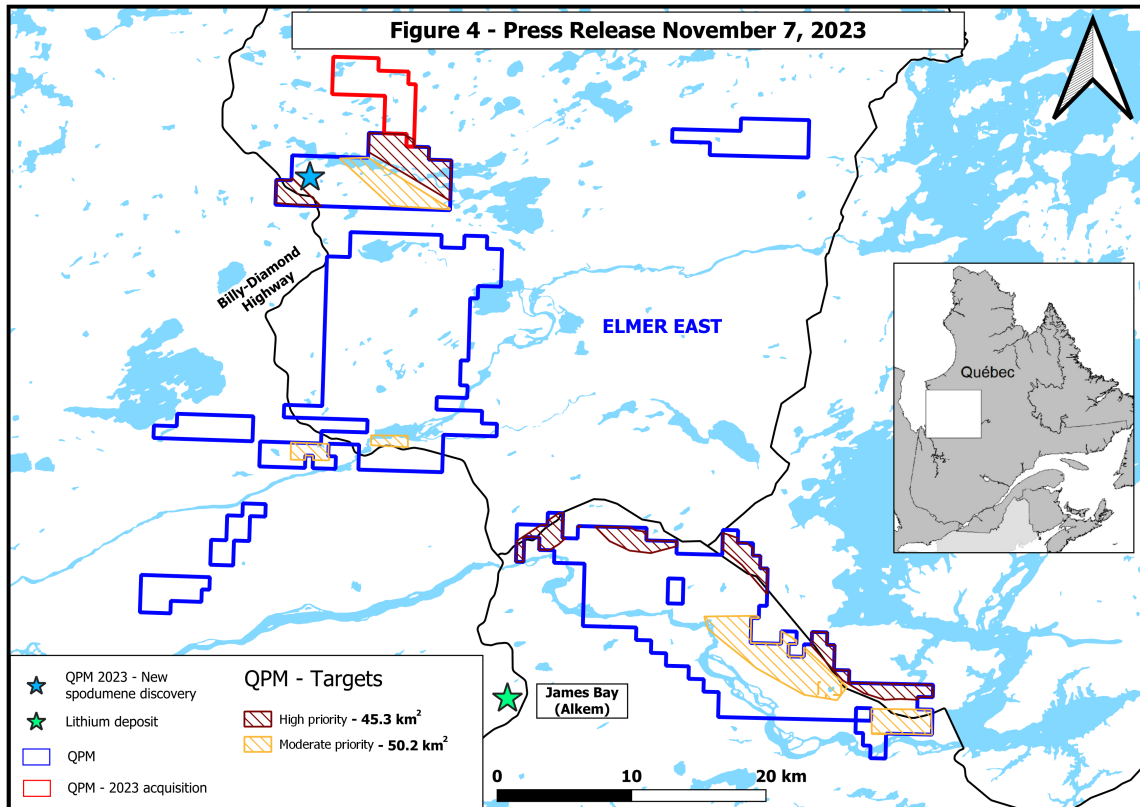 Figure 4 - Press Release November 7, 2023
Billy-Diamond
Highway
ELMER EAST
Québec
James Bay
(Alkem)
QPM 2023 - New
spodumene discovery
Lithium deposit
QPM
QPM - 2023 acquisition
QPM - Targets
High priority - 45.3 km²
Moderate priority - 50.2 km²
0 10 20 km